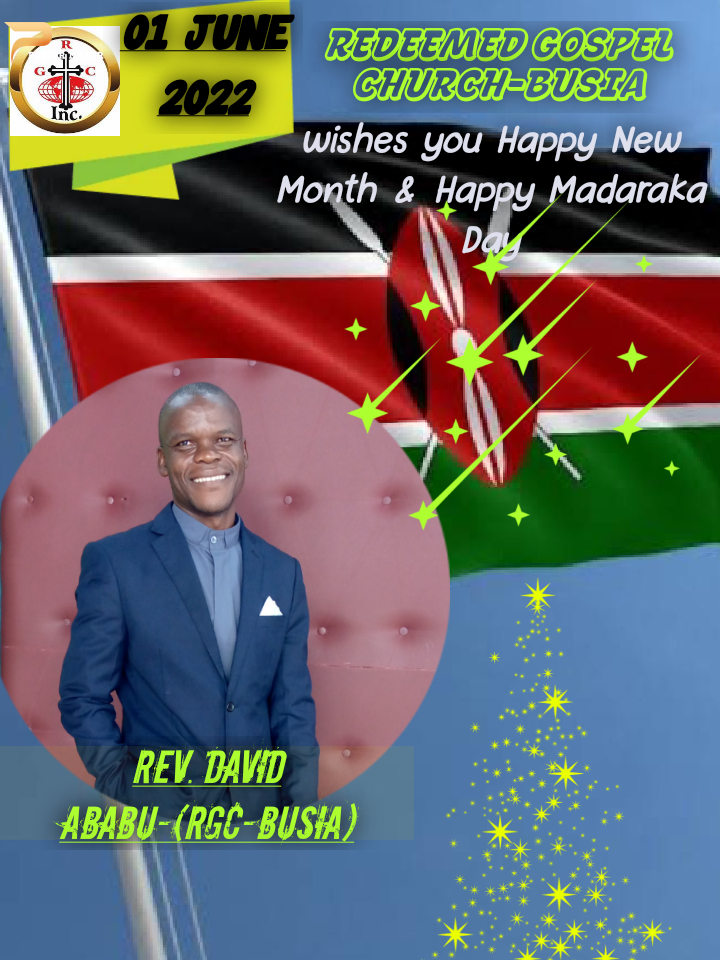 01 JUNE
2022
R
G C
Inc.
REDEEMED GOSPEL
CHURCH-BUSIA
wishes you Happy New
Month & Happy Madaraka
Day
REV. DAVID
ABABU-(RGC-BUSIA)